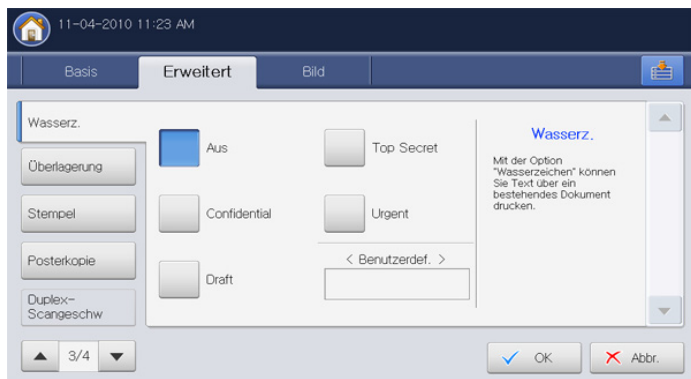 11-04-2010 11:23 AM
Basis
Erweitert
Bild
Wasserz.
Überlagerung
Stempel
Posterkopie
Duplex-
Scangeschw
3/4
Aus
Top Secret
Confidential
Urgent
Draft
< Benutzerdef. >
Wasserz.
Mit der Option
"Wasserzeichen" können
Sie Text über ein
bestehendes Dokument
drucken.
OK
Abbr.